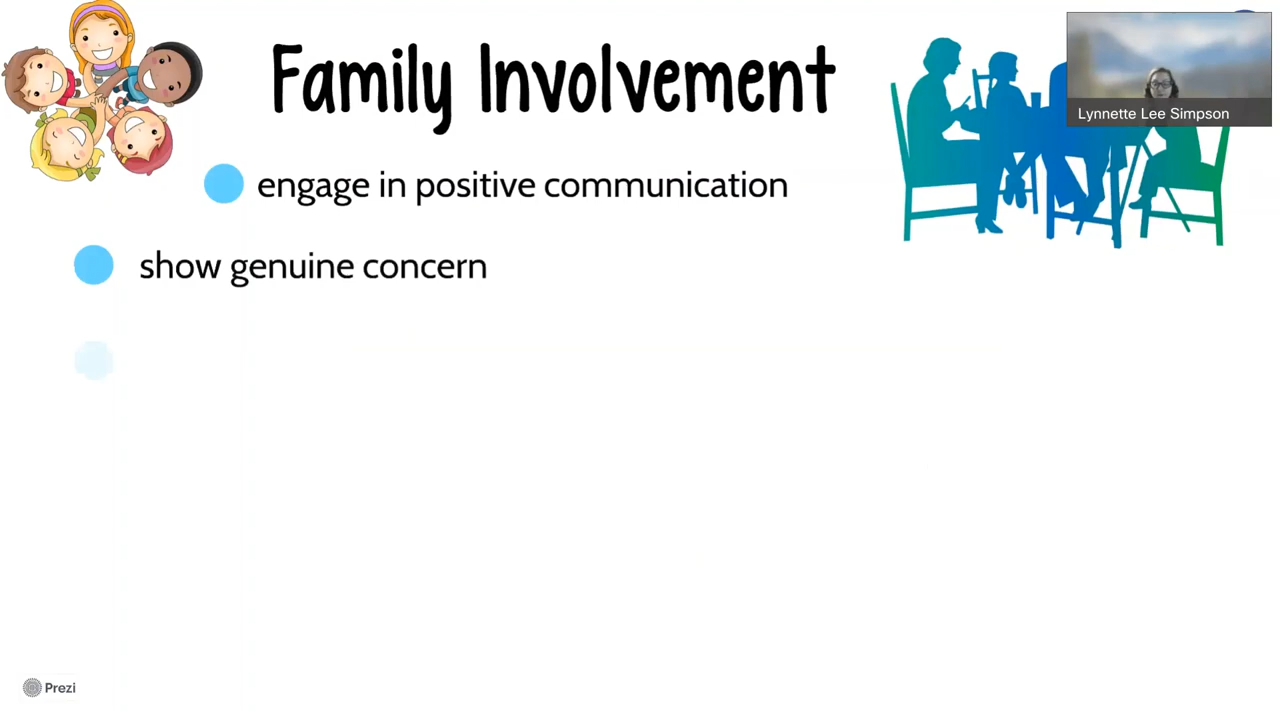 Family Involvement
Lynnette Lee Simpson
engage in positive communication
show genuine concern
Prezi